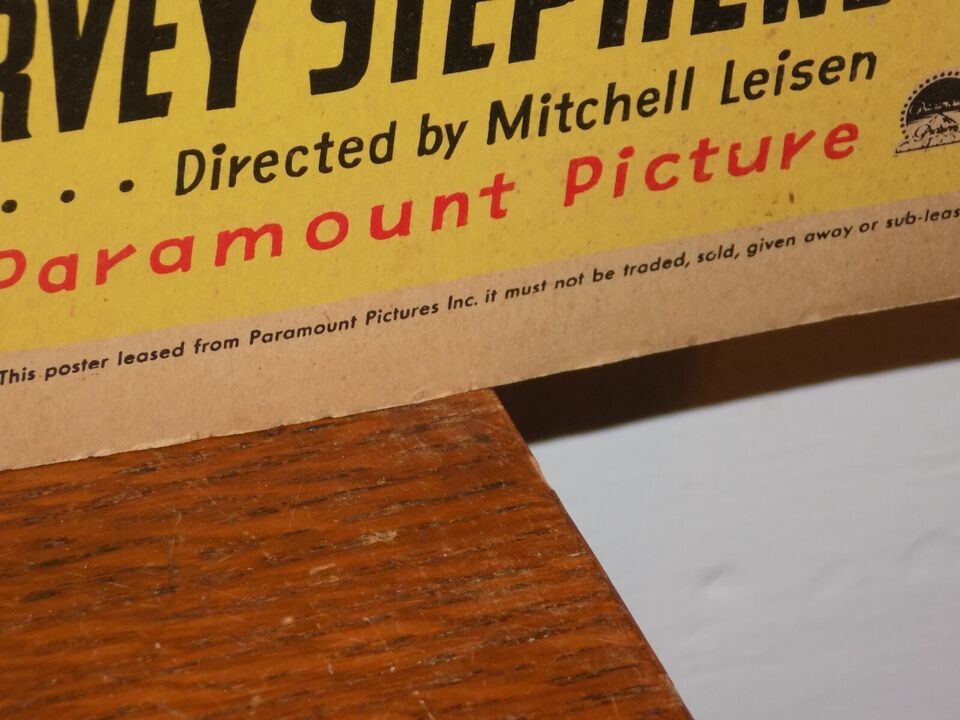 RVEY STEPHENS
. . . Directed by Mitchell Leisen
Paramount Picture
This poster leased from Paramount Pictures Inc. it must not be traded, sold, given away or sub-leas